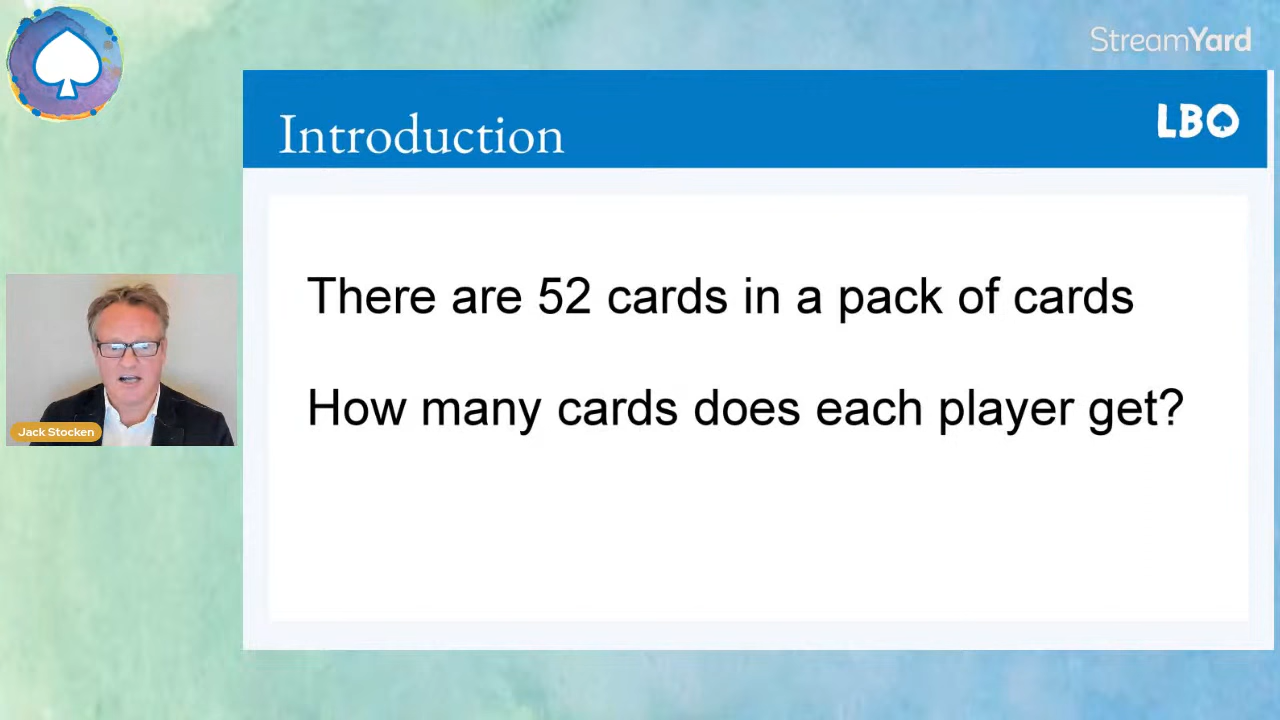 StreamYard
Introduction
LBO
There are 52 cards in a pack of cards
How many cards does each player get?
Jack Stocken